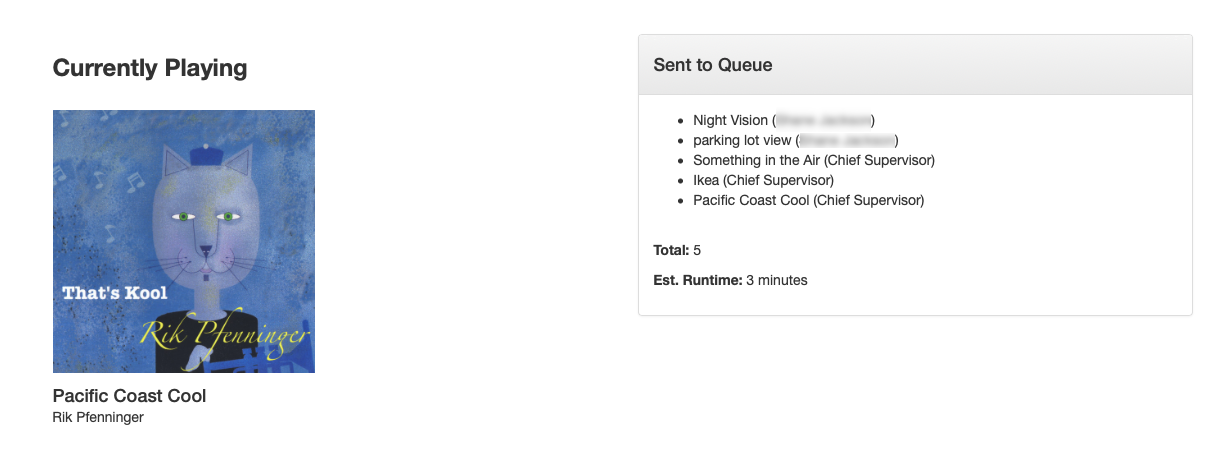 Currently Playing
That's Kool
Rik Pfenninger
Pacific Coast Cool
Rik Pfenninger
Sent to Queue
Night Vision ( )
parking lot view ( )
Something in the Air (Chief Supervisor)
Ikea (Chief Supervisor)
Pacific Coast Cool (Chief Supervisor)
Total: 5
Est. Runtime: 3 minutes